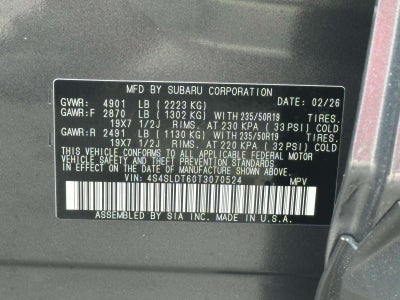 MFD BY SUBARU CORPORATION DATE: 02/26
GVWR: 4901 LB (2223 KG)
GAWR:F 2870 LB (1302 KG) WITH 235/50R19 TIRES.
19X7 1/2J RIMS. AT 230 KPA (33 PSI) COLD
GAWR:R 2491 LB (1130 KG) WITH 235/50R19 TIRES.
19X7 1/2J RIMS. AT 220 KPA (32 PSI) COLD
THIS VEHICLE CONFORMS TO ALL APPLICABLE FEDERAL MOTOR
VEHICLE SAFETY, BUMPER, AND THEFT PREVENTION STANDARDS
IN EFFECT ON THE DATE OF MANUFACTURE SHOWN ABOVE.
VIN: 4S4SLDT60T3070524 MPV
ASSEMBLED BY SIA INC. MADE IN U.S.A.